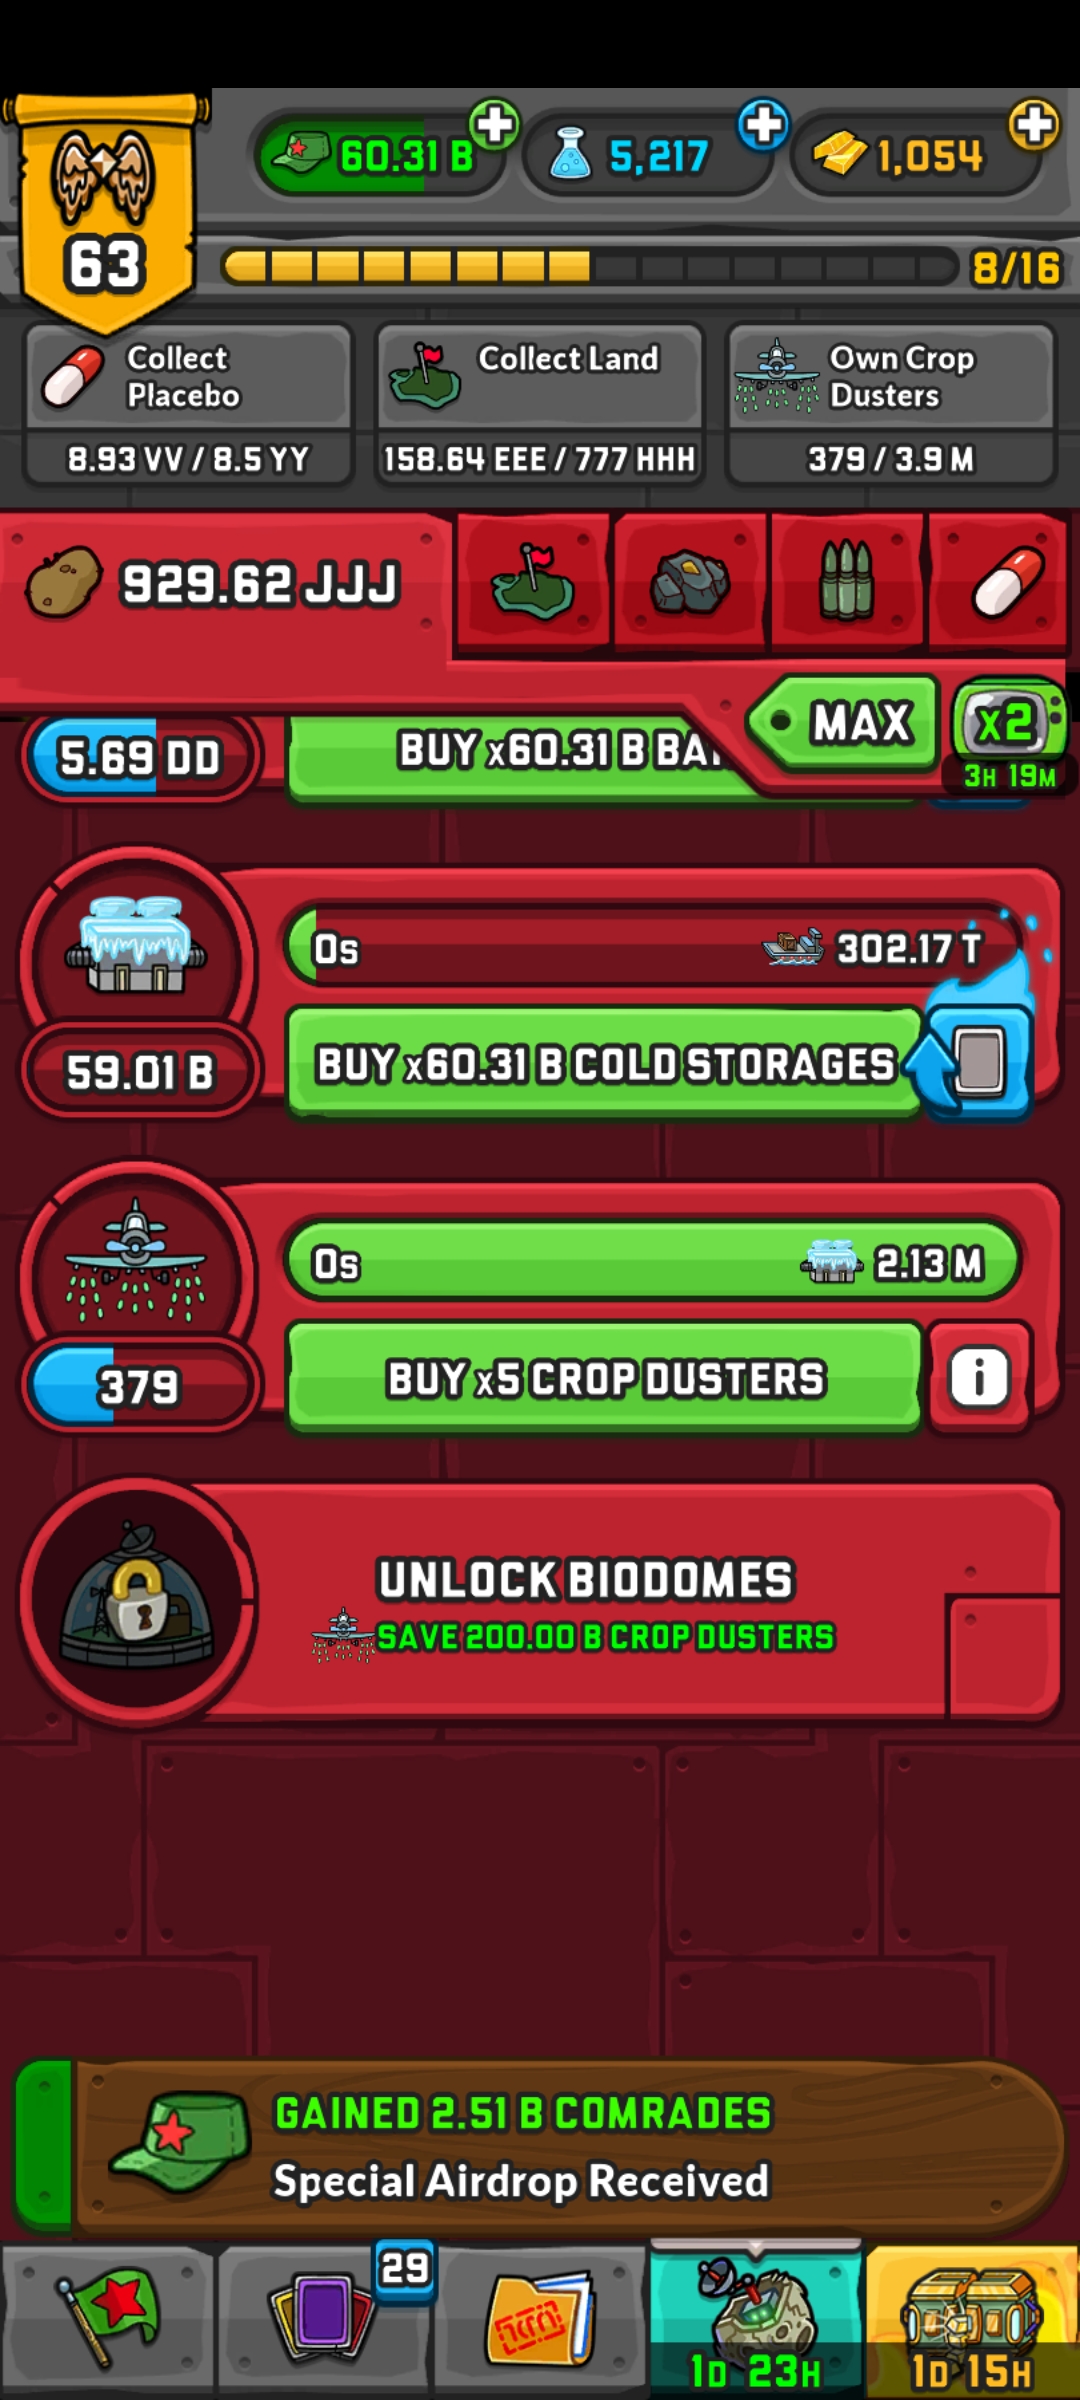 60.31 B
5,217
1,054
63
8/16
Collect
Placebo
8.93 VV / 8.5 YY
Collect Land
158.64 EEE / 777 HHH
Own Crop
Dusters
379 / 3.9 M
929.62 JJJ
MAX
x2
3H 19M
5.69 DD
BUY x60.31 B
0s
302.17 T
59.01 B
BUY x60.31 B COLD STORAGES
0s
2.13 M
379
BUY x5 CROP DUSTERS
i
UNLOCK BIODOMES
SAVE 200.00 B CROP DUSTERS
GAINED 2.51 B COMRADES
Special Airdrop Received
29
1D 23H
1D 15H